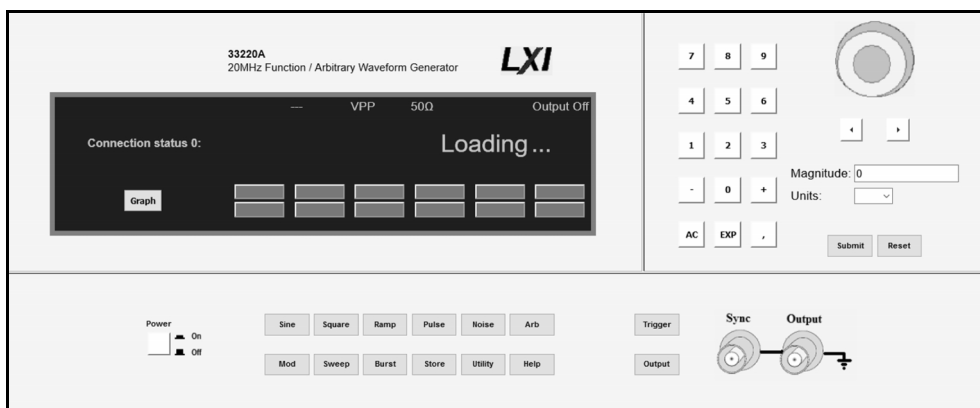 33220A
20MHz Function / Arbitrary Waveform Generator
LXI
--- VPP 50Ω Output Off
Connection status 0:
Loading ...
Graph
7 8 9
4 5 6
1 2 3
- 0 +
AC EXP ,
Magnitude: 0
Units:
Submit Reset
Power
On
Off
Sine Square Ramp Pulse Noise Arb
Mod Sweep Burst Store Utility Help
Trigger
Output
Sync Output